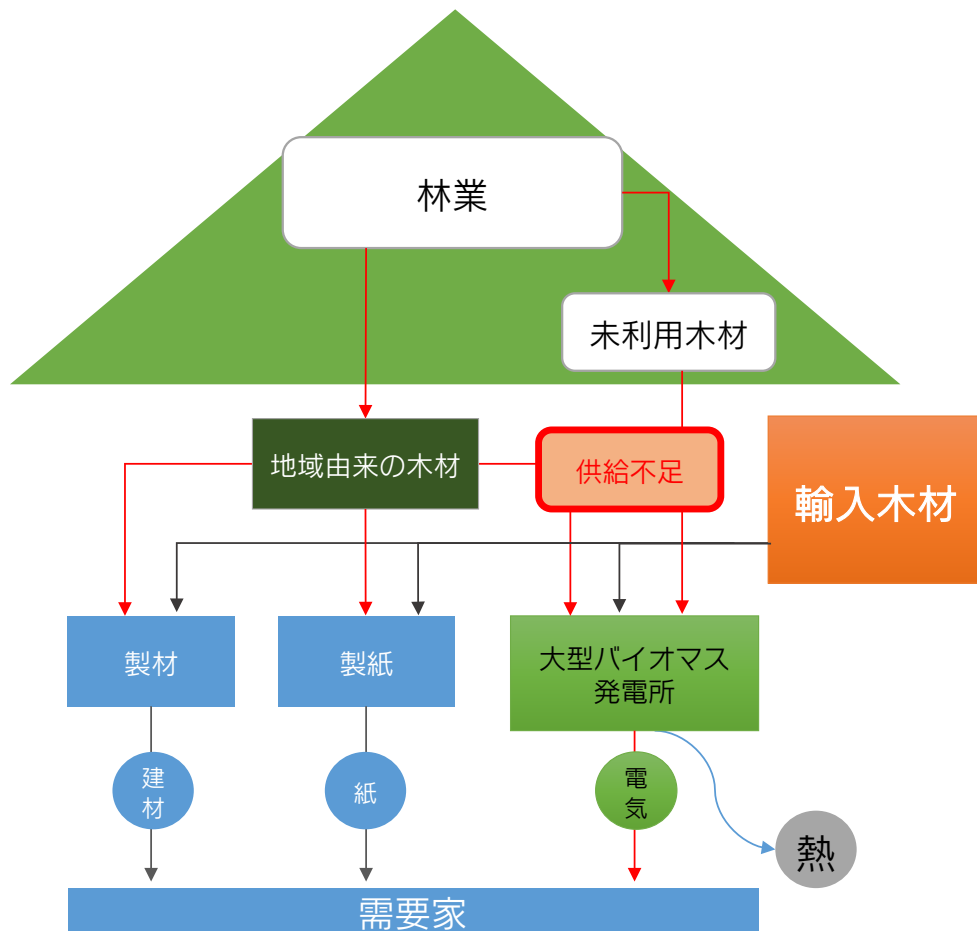 林業
未利用木材
地域由来の木材
供給不足
輸入木材
製材
製紙
大型バイオマス
発電所
建
材
紙
電
気
熱
需要家